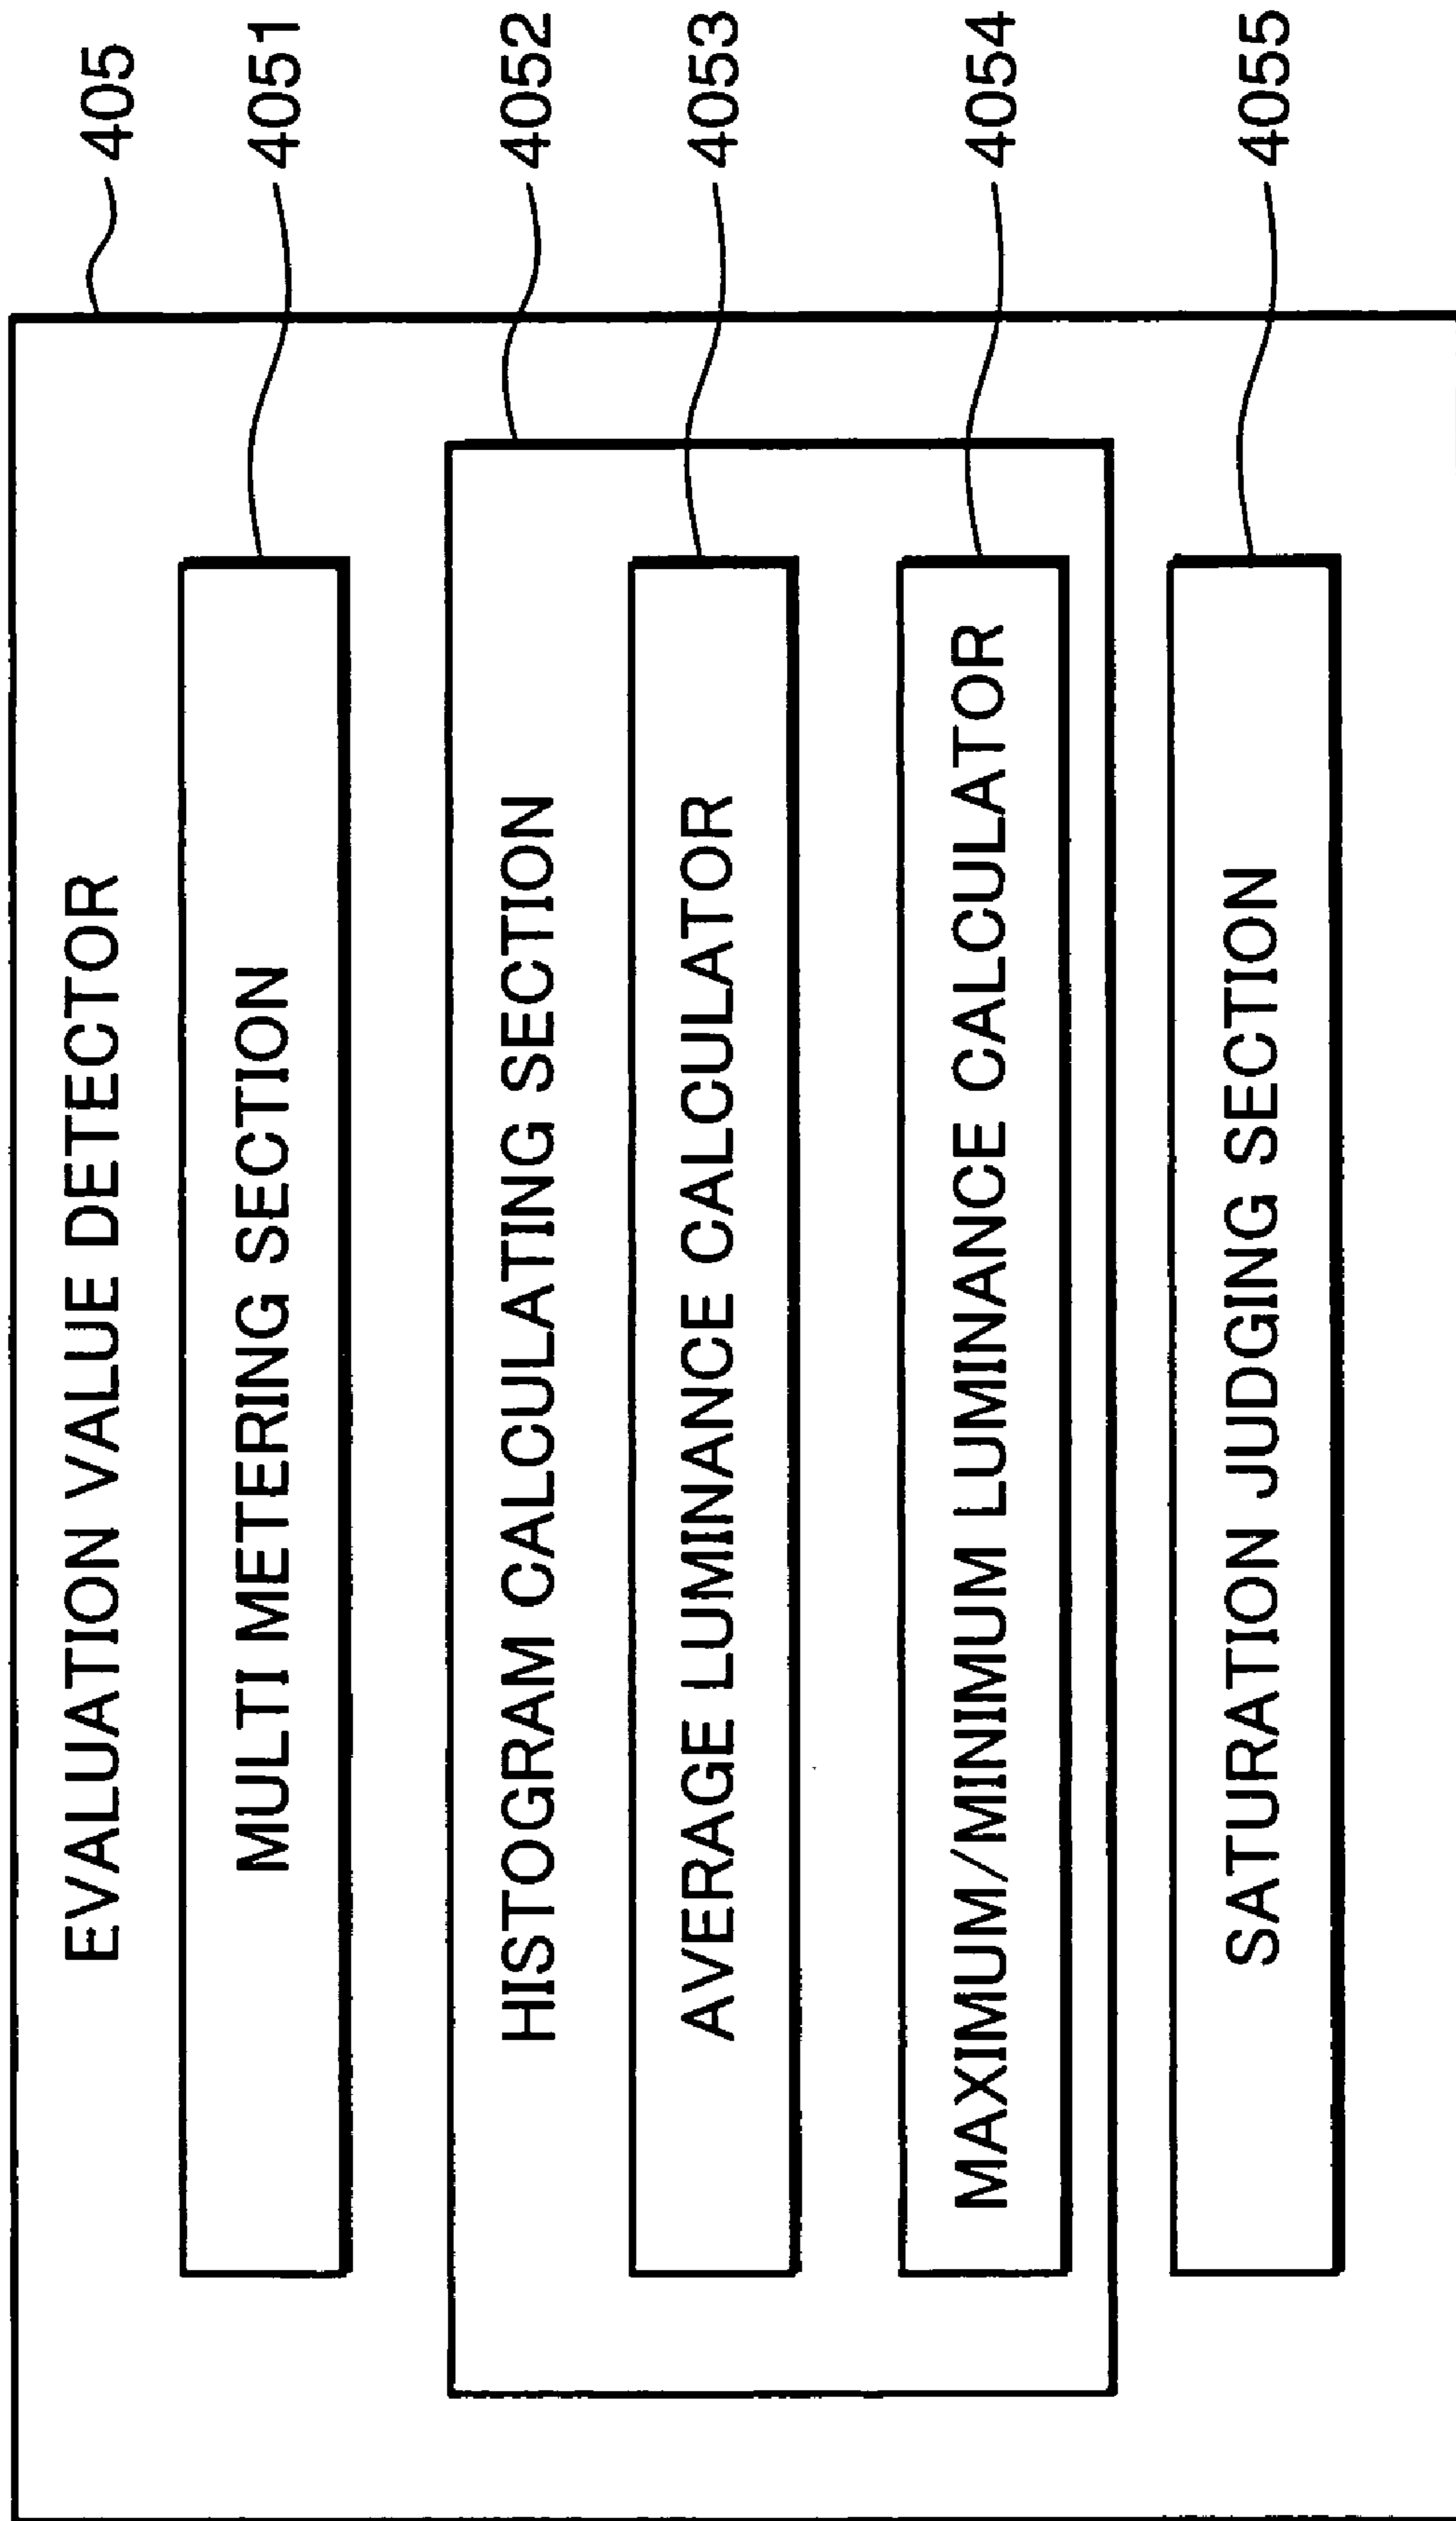 EVALUATION VALUE DETECTOR
405
MULTI METERING SECTION
4051
HISTOGRAM CALCULATING SECTION
4052
AVERAGE LUMINANCE CALCULATOR
4053
MAXIMUM/MINIMUM LUMINANCE CALCULATOR
4054
SATURATION JUDGING SECTION
4055